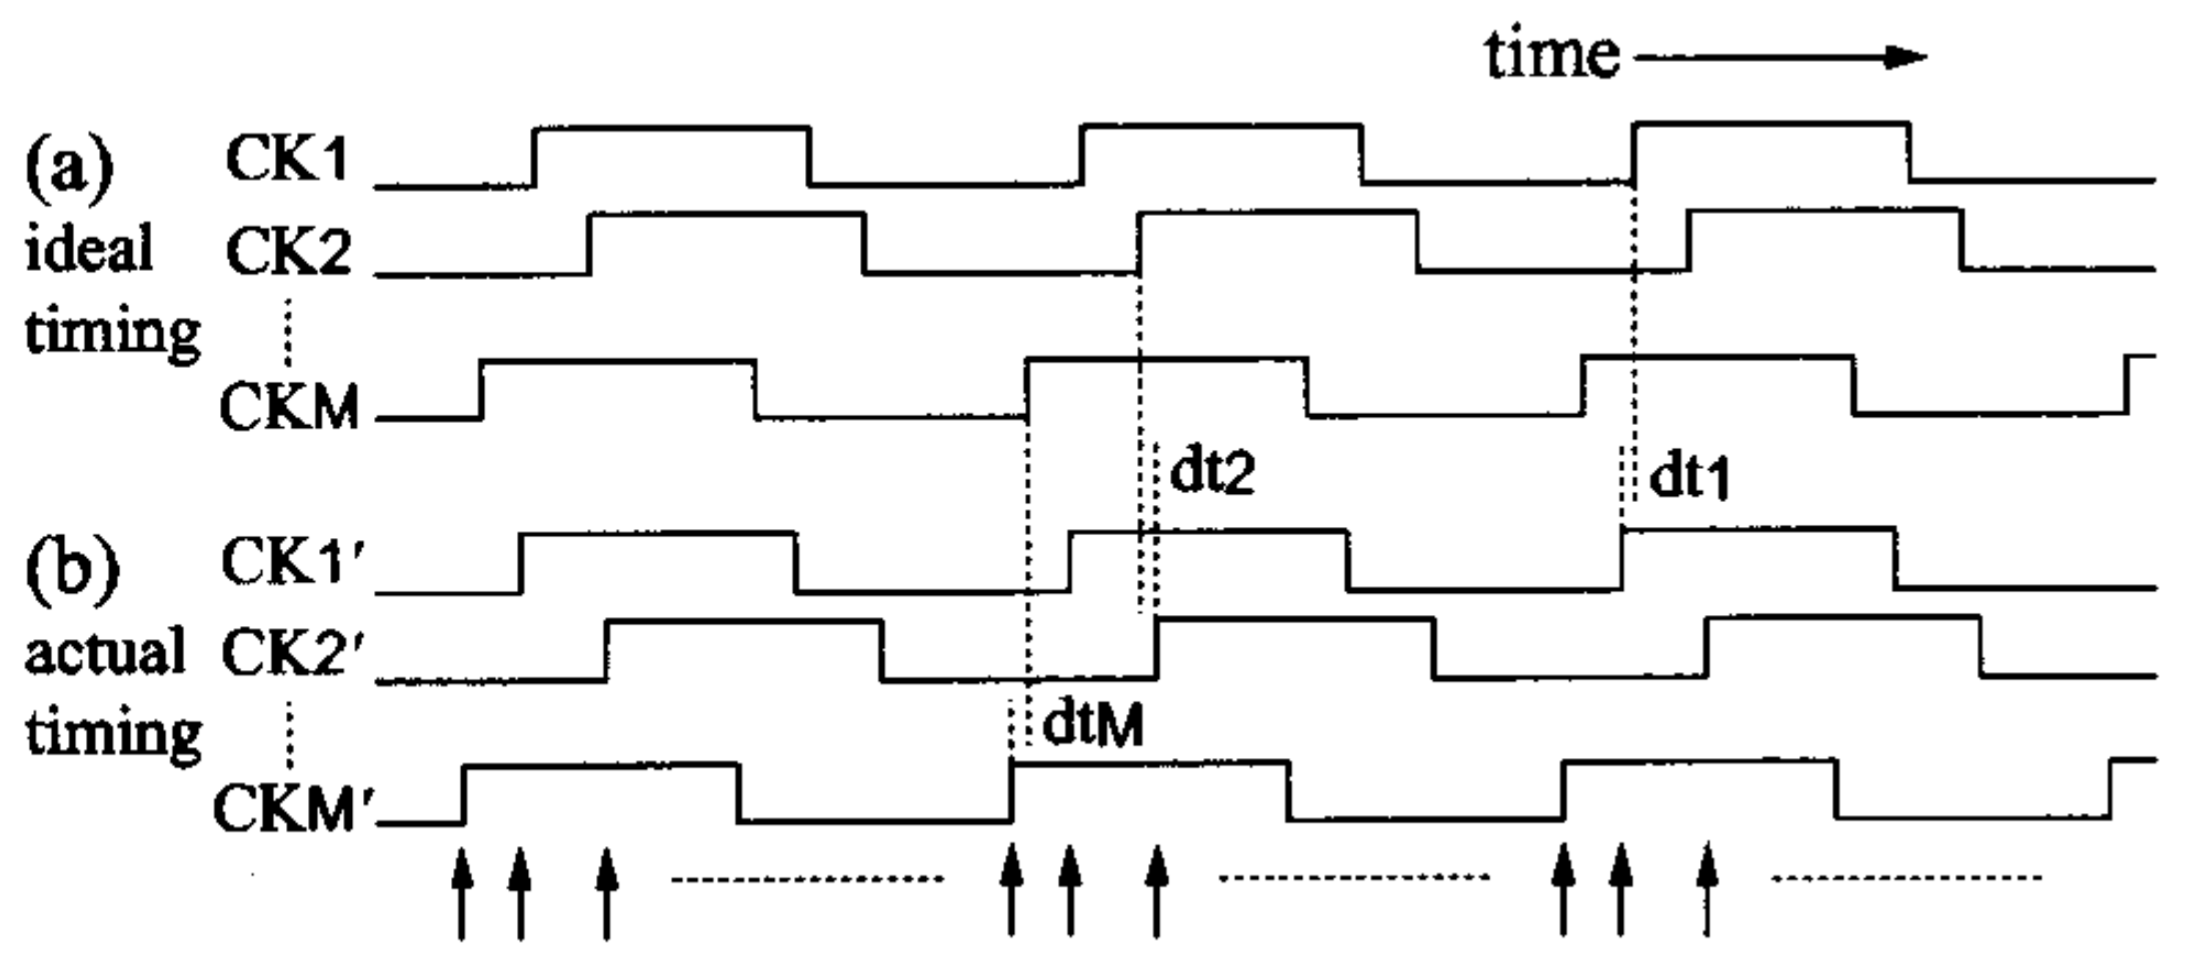 time
(a) CK1
ideal CK2
timing
CKM
dt2 dt1
(b) CK1′
actual CK2′
timing dtM
CKM′